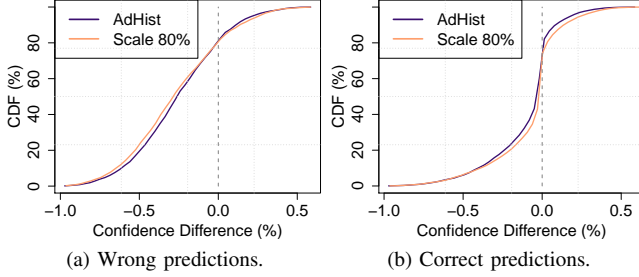 AdHist
Scale 80%
CDF (%)
0 20 40 60 80
−1.0 −0.5 0.0 0.5
Confidence Difference (%)
(a) Wrong predictions.
AdHist
Scale 80%
CDF (%)
0 20 40 60 80
−1.0 −0.5 0.0 0.5
Confidence Difference (%)
(b) Correct predictions.